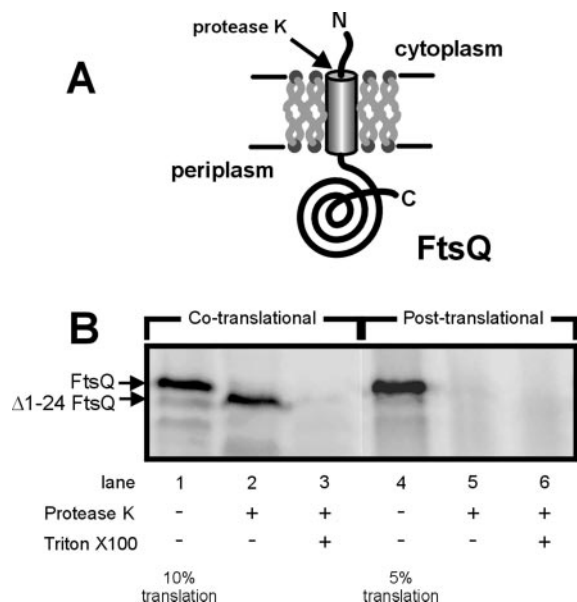 A
protease K
N
cytoplasm
periplasm
C
FtsQ
B
Co-translational
Post-translational
FtsQ
Δ1-24 FtsQ
lane 1 2 3 4 5 6
Protease K - + + - + +
Triton X100 - - + - - +
10% translation 5% translation